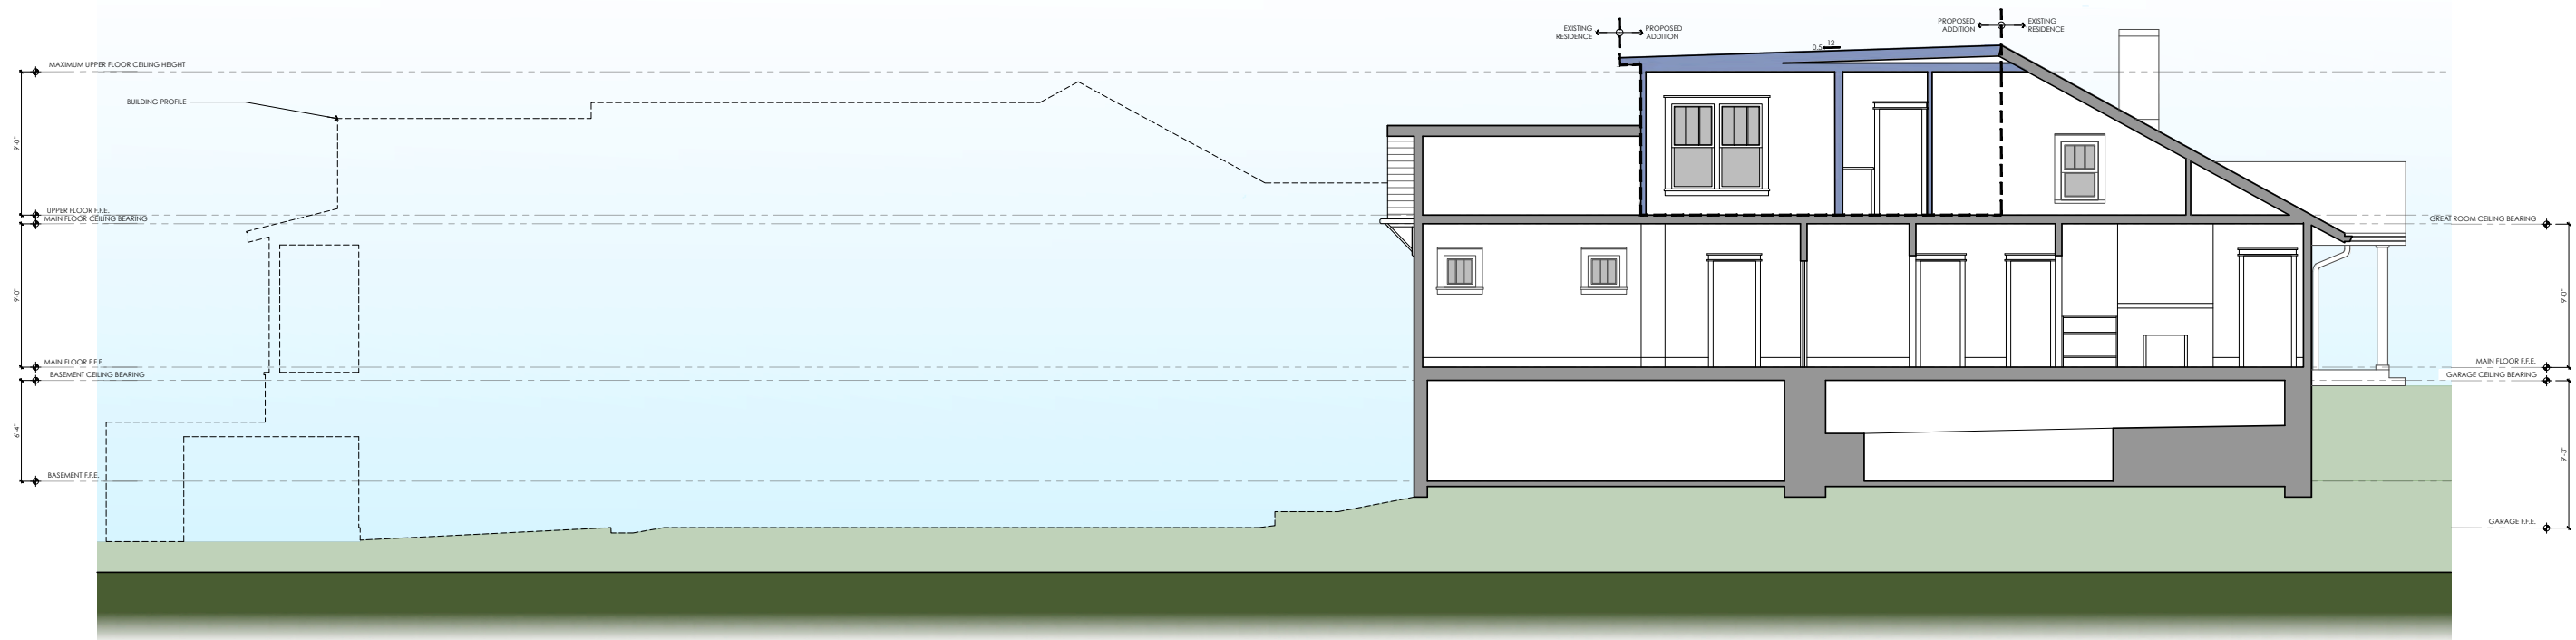 EXISTING
RESIDENCE
PROPOSED
ADDITION
PROPOSED
ADDITION
EXISTING
RESIDENCE
12
0.5
MAXIMUM UPPER FLOOR CEILING HEIGHT
BUILDING PROFILE
9'-0"
UPPER FLOOR F.F.E.
MAIN FLOOR CEILING BEARING
GREAT ROOM CEILING BEARING
9'-0"
9'-0"
MAIN FLOOR F.F.E.
MAIN FLOOR F.F.E.
BASEMENT CEILING BEARING
GARAGE CEILING BEARING
6'-4"
9'-3"
BASEMENT F.F.E.
GARAGE F.F.E.